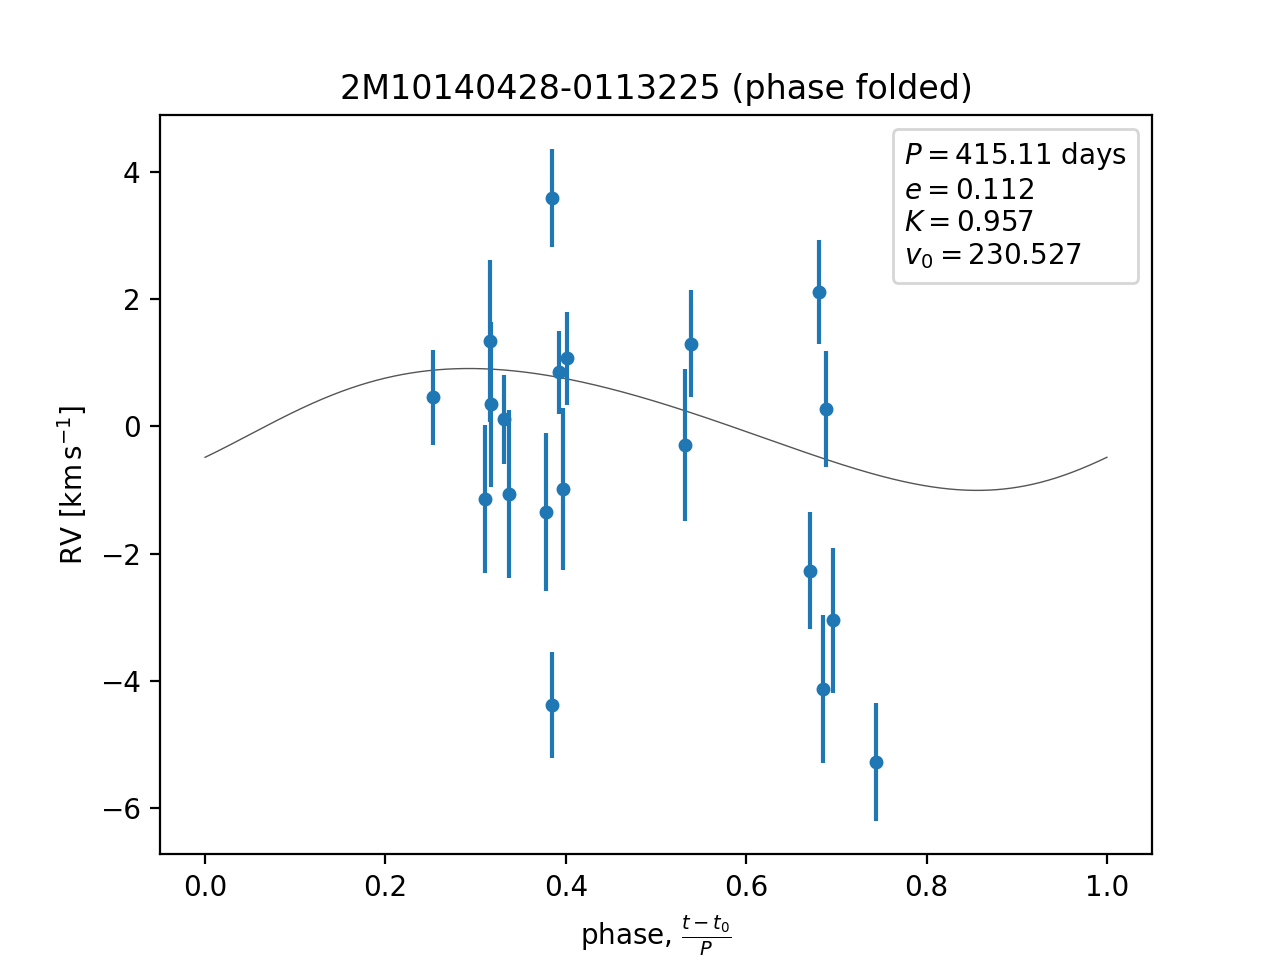 2M10140428-0113225 (phase folded)
P = 415.11 days
e = 0.112
K = 0.957
v₀ = 230.527
4
2
0
−2
−4
−6
RV [km s⁻¹]
0.0 0.2 0.4 0.6 0.8 1.0
phase, (t − t₀)/P